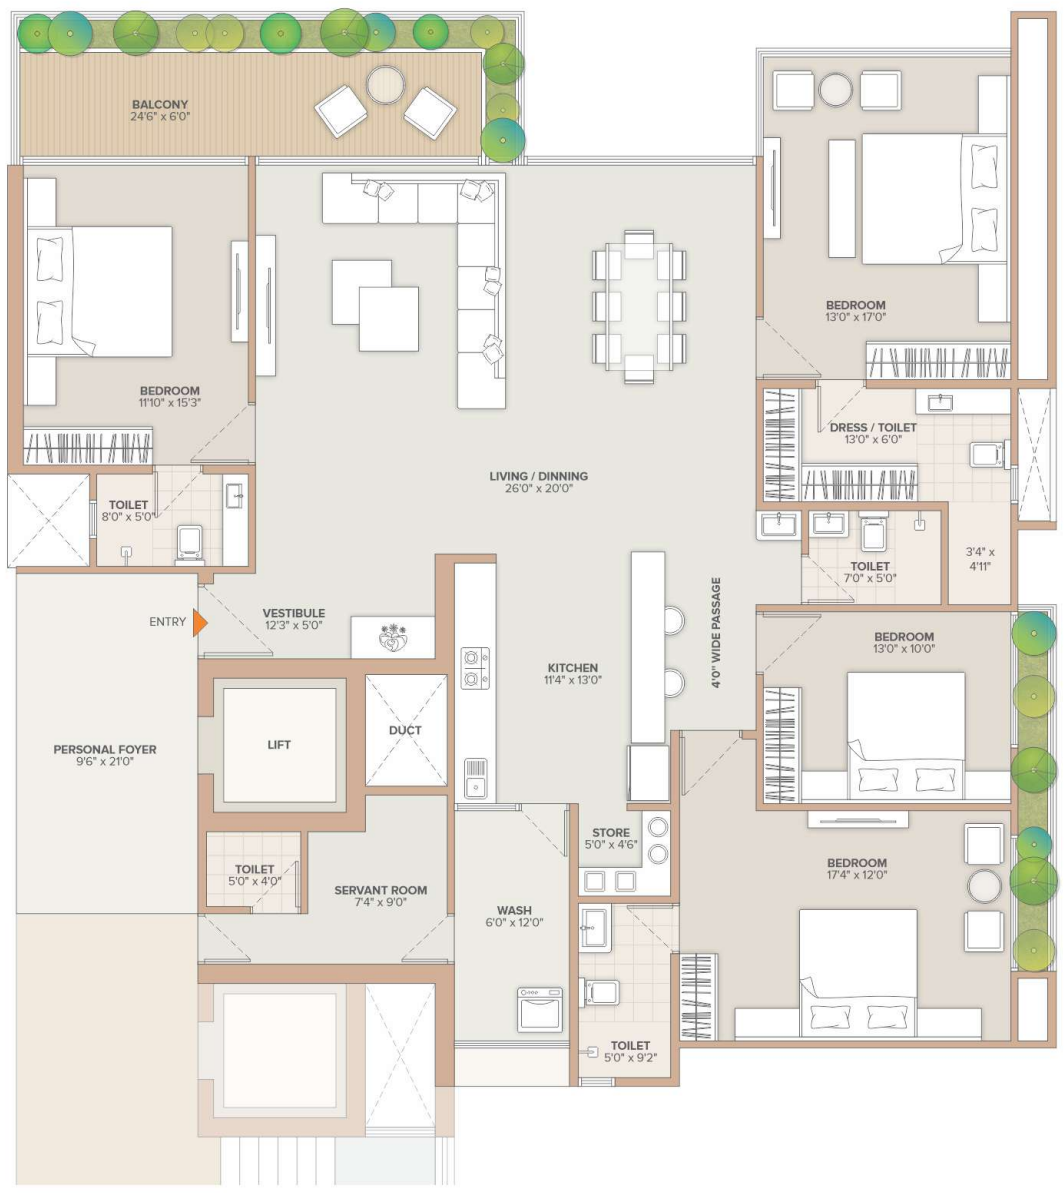 BALCONY
24'6" x 6'0"
BEDROOM
13'0" x 17'0"
BEDROOM
11'10" x 15'3"
DRESS / TOILET
13'0" x 6'0"
LIVING / DINNING
26'0" x 20'0"
TOILET
8'0" x 5'0"
3'4" x
4'11"
TOILET
7'0" x 5'0"
VESTIBULE
12'3" x 5'0"
ENTRY
4'0" WIDE PASSAGE
BEDROOM
13'0" x 10'0"
KITCHEN
11'4" x 13'0"
DUCT
LIFT
PERSONAL FOYER
9'6" x 21'0"
STORE
5'0" x 4'6"
BEDROOM
17'4" x 12'0"
TOILET
5'0" x 4'0"
SERVANT ROOM
7'4" x 9'0"
WASH
6'0" x 12'0"
TOILET
5'0" x 9'2"